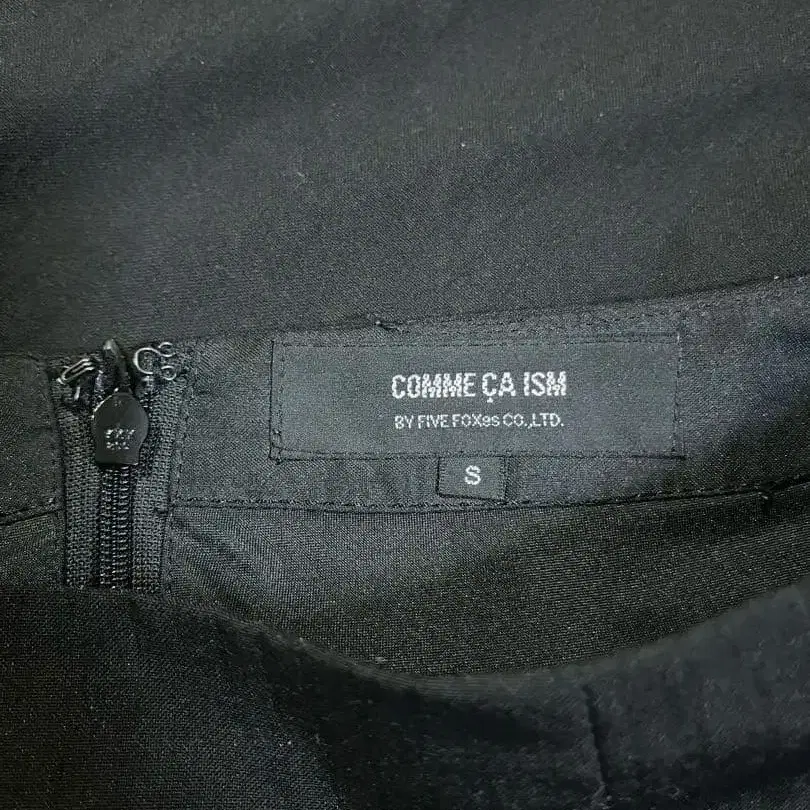 COMME ÇA ISM
BY FIVE FOXes CO.,LTD.
S